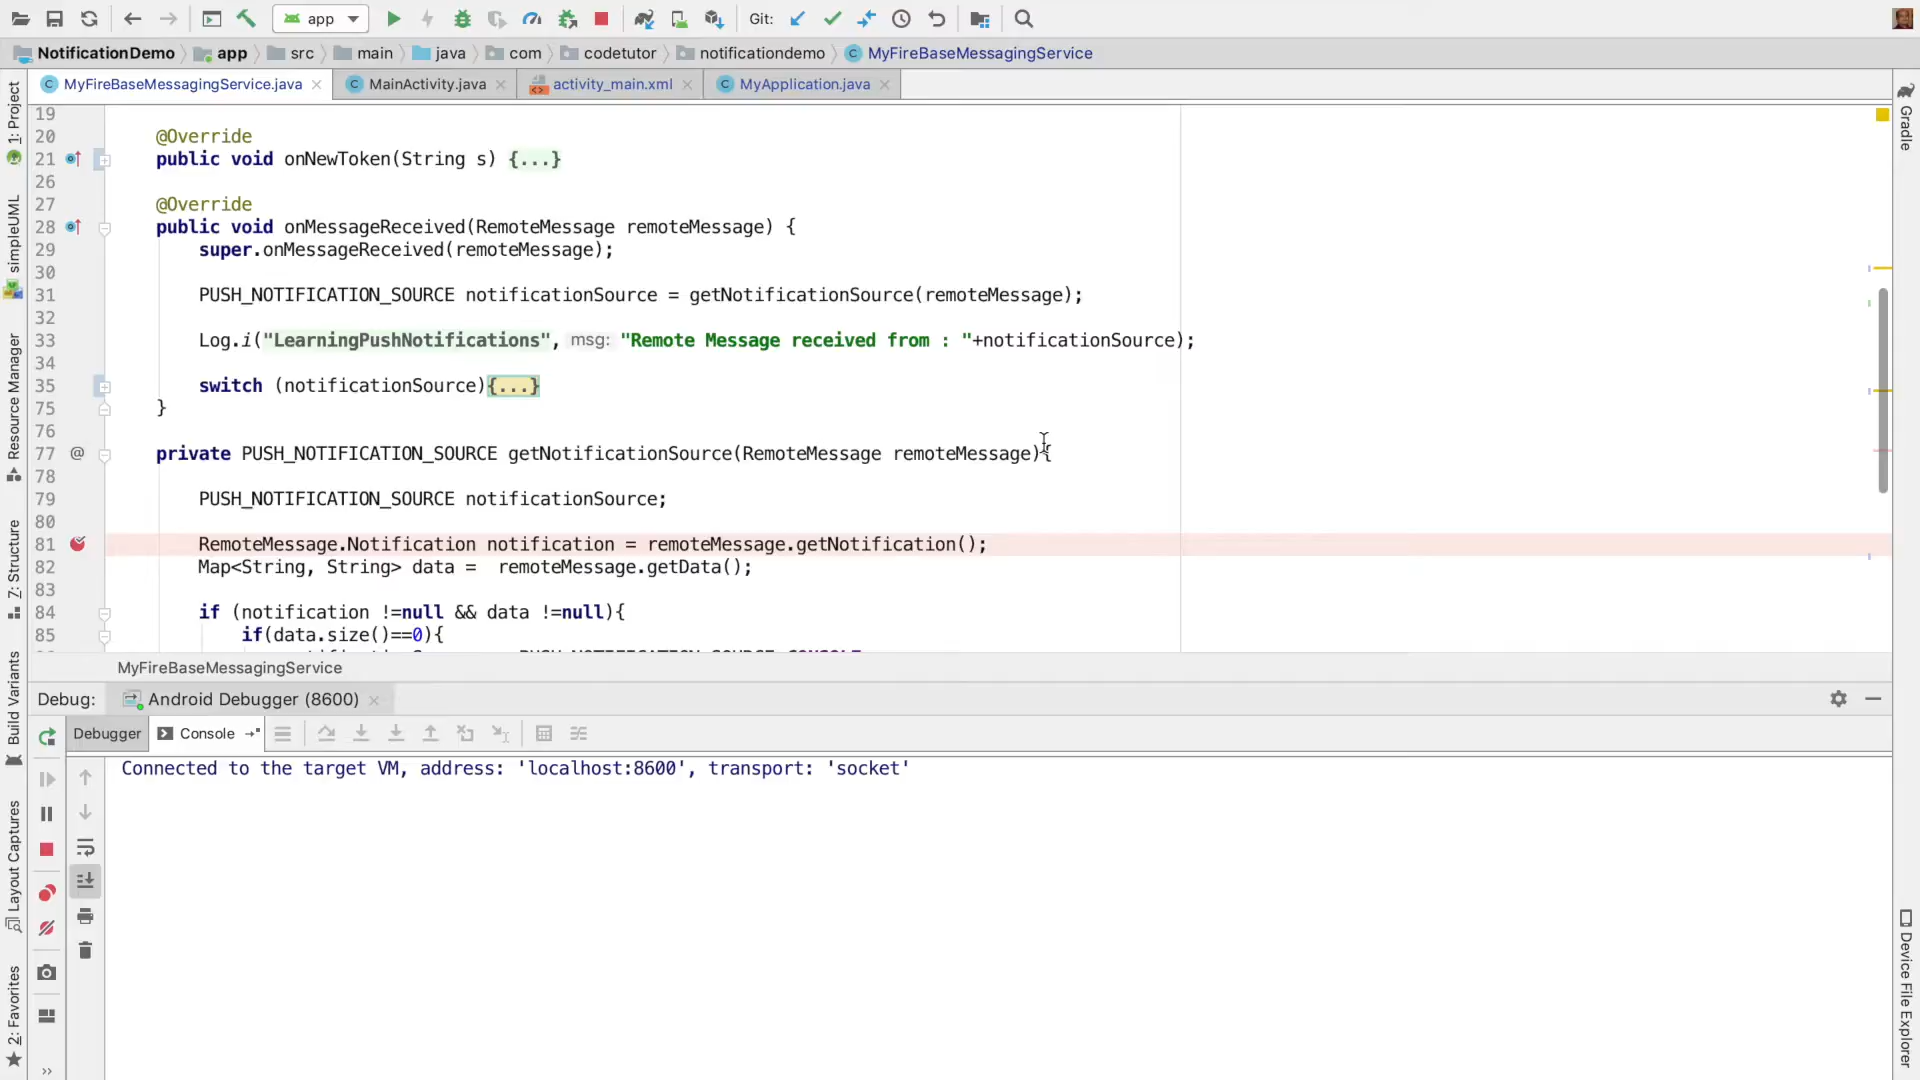 app
Git:
NotificationDemo app src main java com codetutor notificationdemo MyFireBaseMessagingService
MyFireBaseMessagingService.java MainActivity.java activity_main.xml MyApplication.java
1: Project
simpleUML
Resource Manager
7: Structure
Build Variants
Layout Captures
2: Favorites
Gradle
Device File Explorer
19
20 @Override
21 public void onNewToken(String s) {...}
26
27 @Override
28 public void onMessageReceived(RemoteMessage remoteMessage) {
29 super.onMessageReceived(remoteMessage);
30
31 PUSH_NOTIFICATION_SOURCE notificationSource = getNotificationSource(remoteMessage);
32
33 Log.i("LearningPushNotifications", msg: "Remote Message received from : "+notificationSource);
34
35 switch (notificationSource){...}
75 }
76
77 @ private PUSH_NOTIFICATION_SOURCE getNotificationSource(RemoteMessage remoteMessage){
78
79 PUSH_NOTIFICATION_SOURCE notificationSource;
80
81 RemoteMessage.Notification notification = remoteMessage.getNotification();
82 Map<String, String> data =  remoteMessage.getData();
83
84 if (notification !=null && data !=null){
85 if(data.size()==0){
MyFireBaseMessagingService
Debug: Android Debugger (8600)
Debugger Console
Connected to the target VM, address: 'localhost:8600', transport: 'socket'